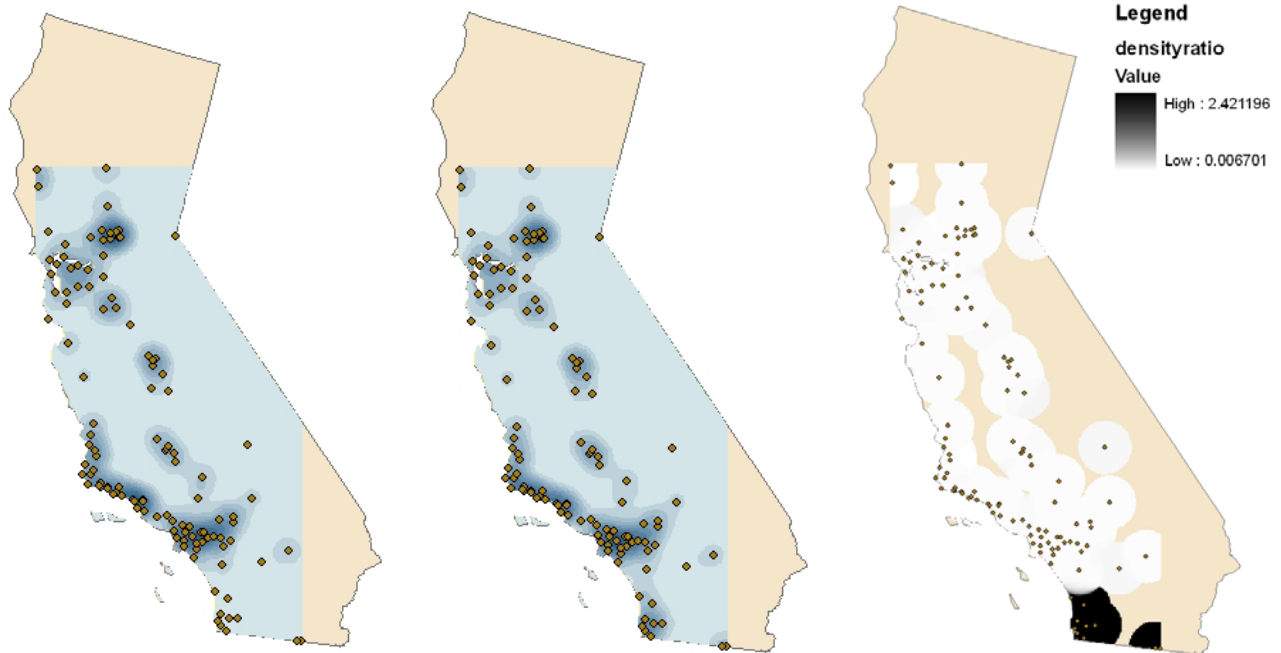 Legend
densityratio
Value
High : 2.421196
Low : 0.006701